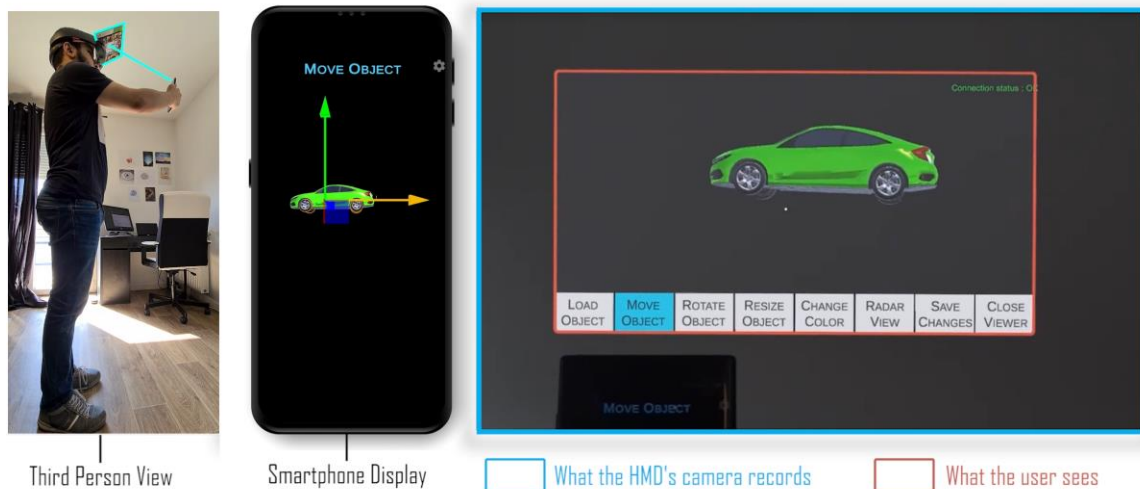 MOVE OBJECT
Connection status : OK
LOAD OBJECT
MOVE OBJECT
ROTATE OBJECT
RESIZE OBJECT
CHANGE COLOR
RADAR VIEW
SAVE CHANGES
CLOSE VIEWER
MOVE OBJECT
Third Person View
Smartphone Display
What the HMD's camera records
What the user sees